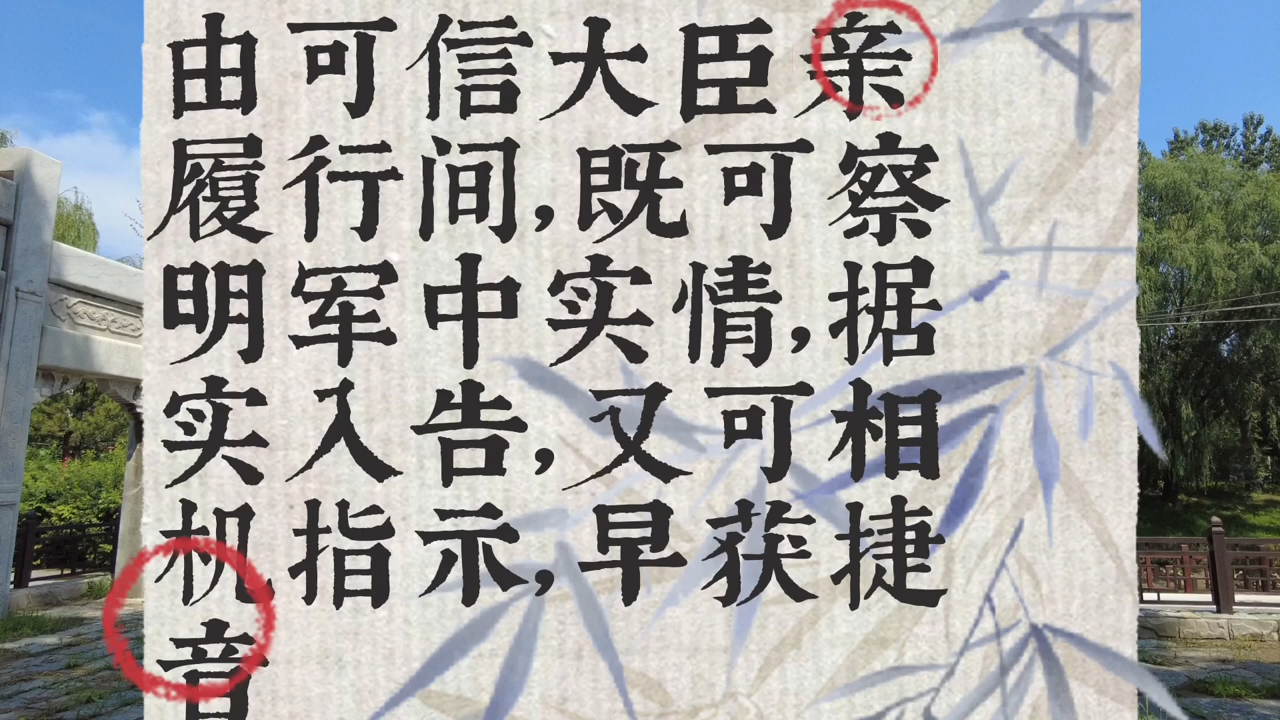 由可信大臣亲
履行间,既可察
明军中实情,据
实入告,又可相
机指示,早获捷
音